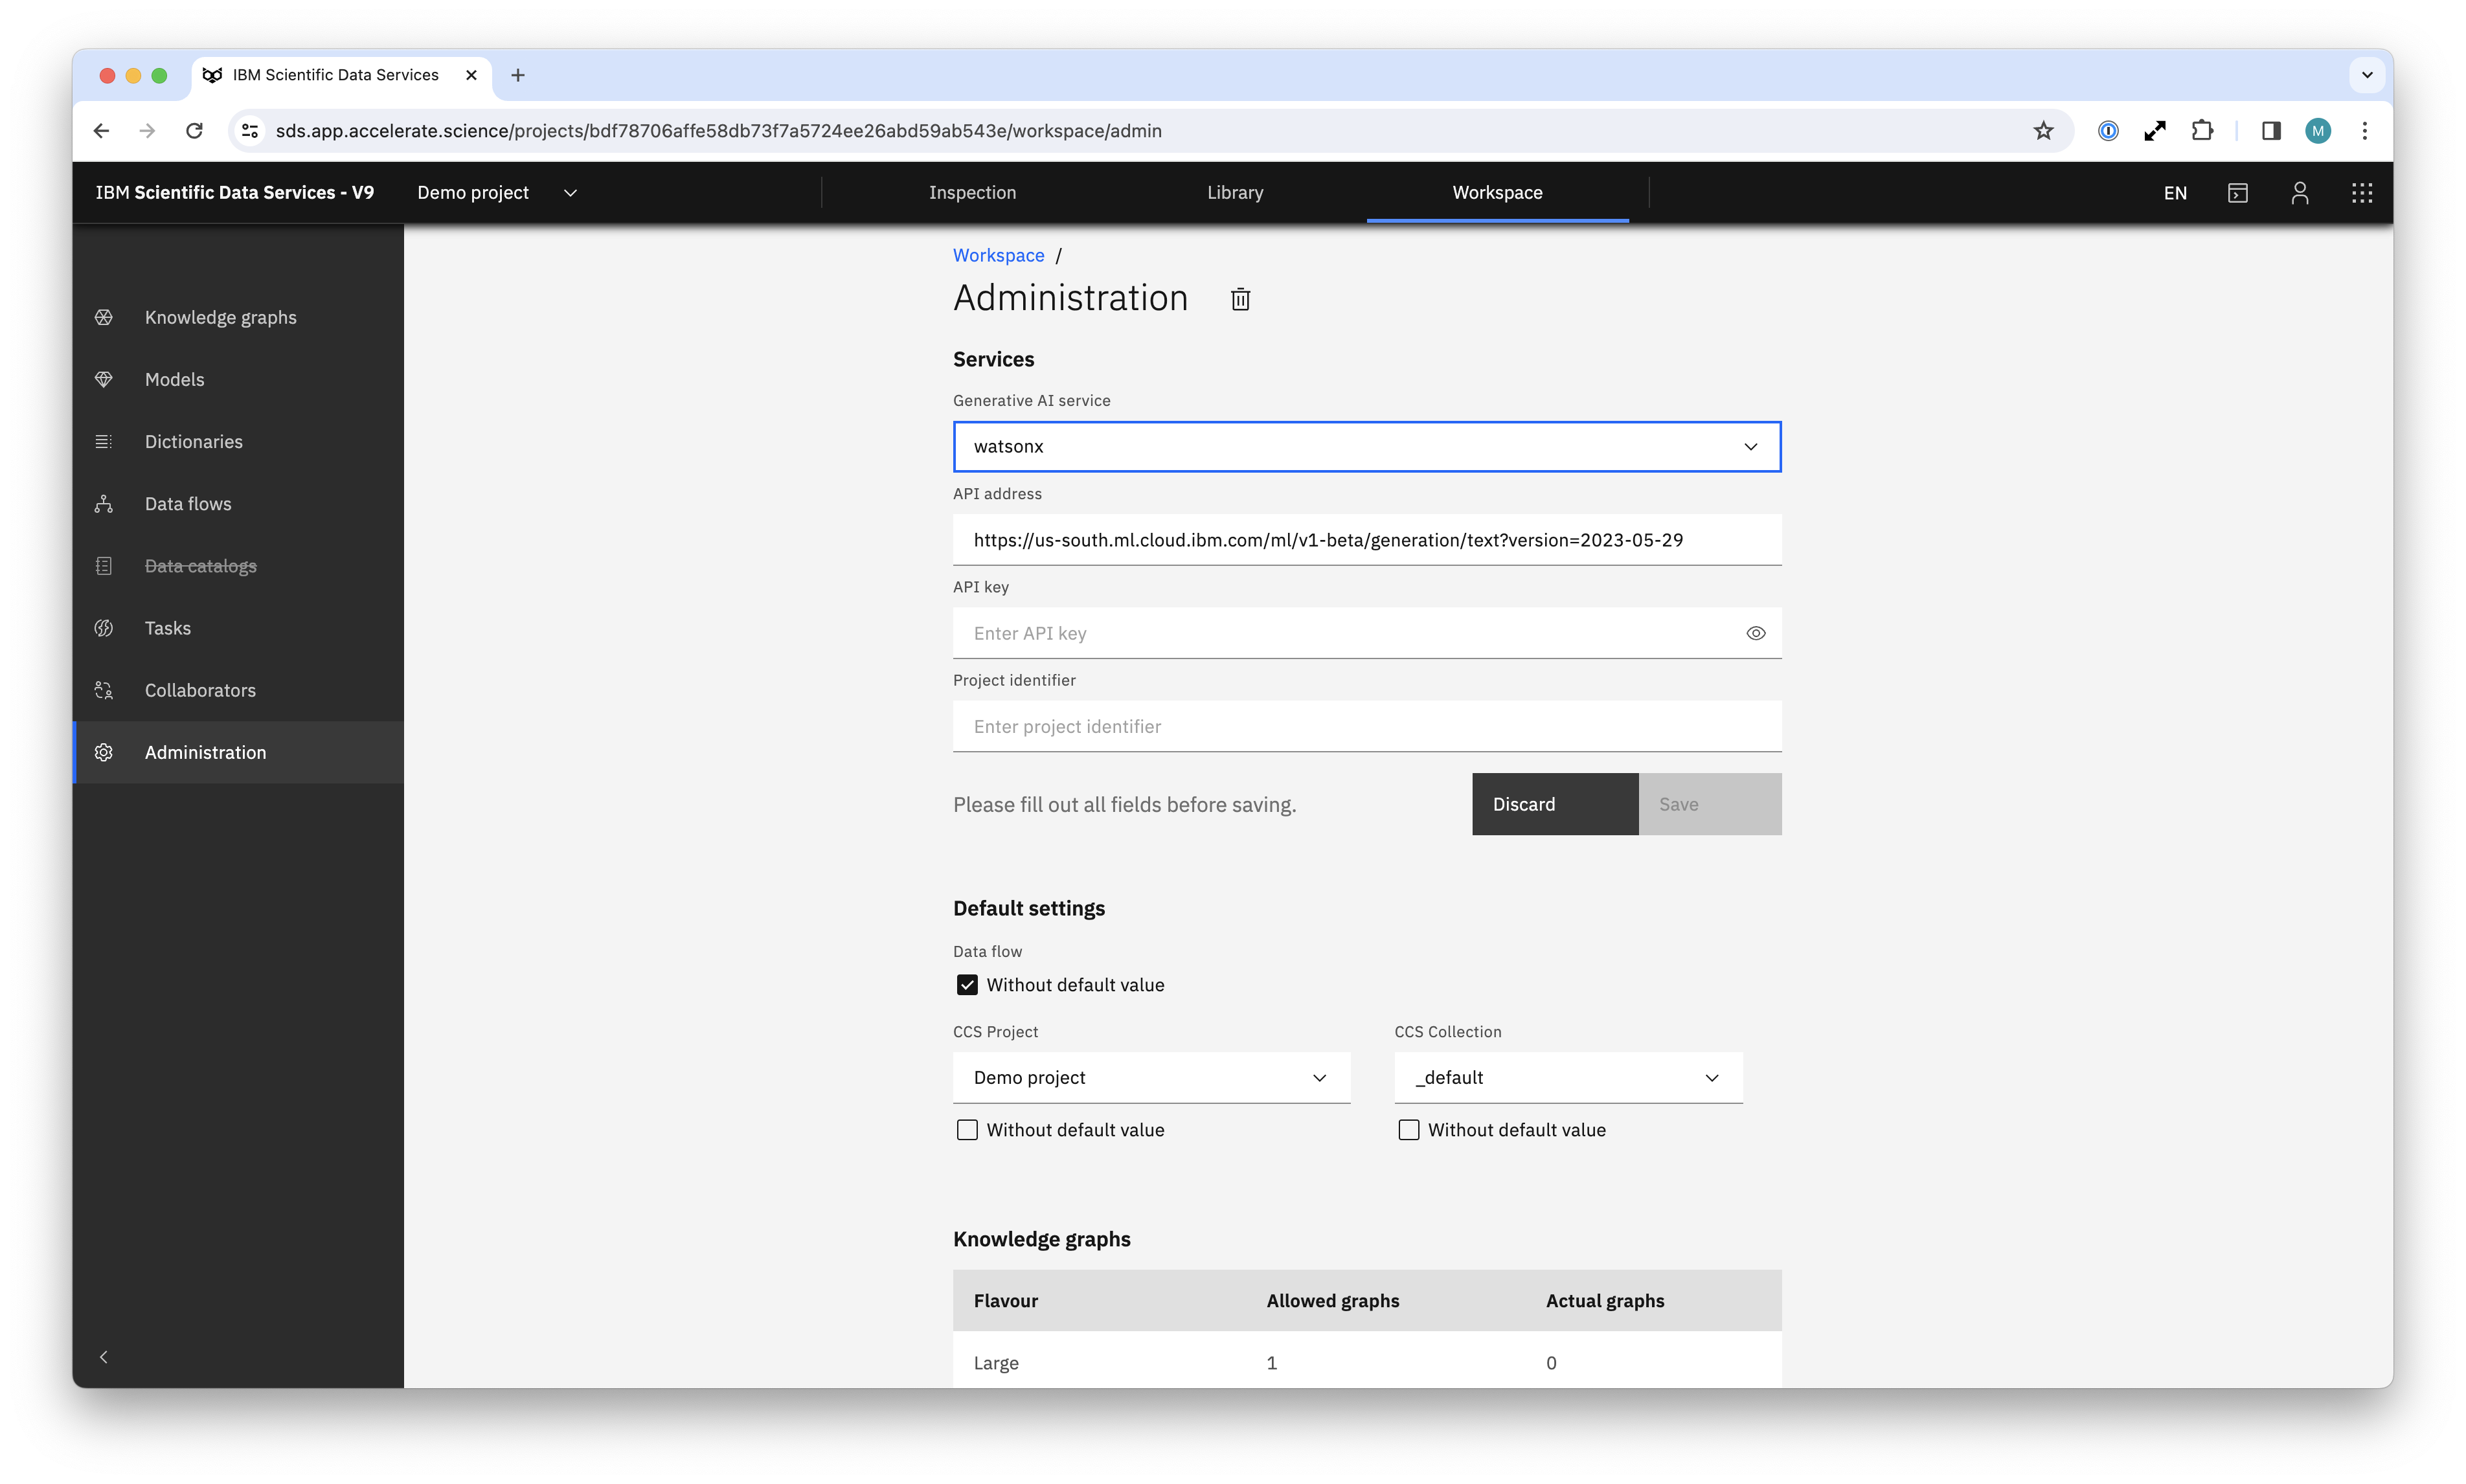 IBM Scientific Data Services
sds.app.accelerate.science/projects/bdf78706affe58db73f7a5724ee26abd59ab543e/workspace/admin
M
IBM Scientific Data Services - V9
Demo project
Inspection
Library
Workspace
EN
Knowledge graphs
Models
Dictionaries
Data flows
Data catalogs
Tasks
Collaborators
Administration
Workspace /
Administration
Services
Generative AI service
watsonx
API address
https://us-south.ml.cloud.ibm.com/ml/v1-beta/generation/text?version=2023-05-29
API key
Enter API key
Project identifier
Enter project identifier
Please fill out all fields before saving.
Discard
Save
Default settings
Data flow
Without default value
CCS Project
CCS Collection
Demo project
_default
Without default value
Without default value
Knowledge graphs
Flavour Allowed graphs Actual graphs
Large 1 0